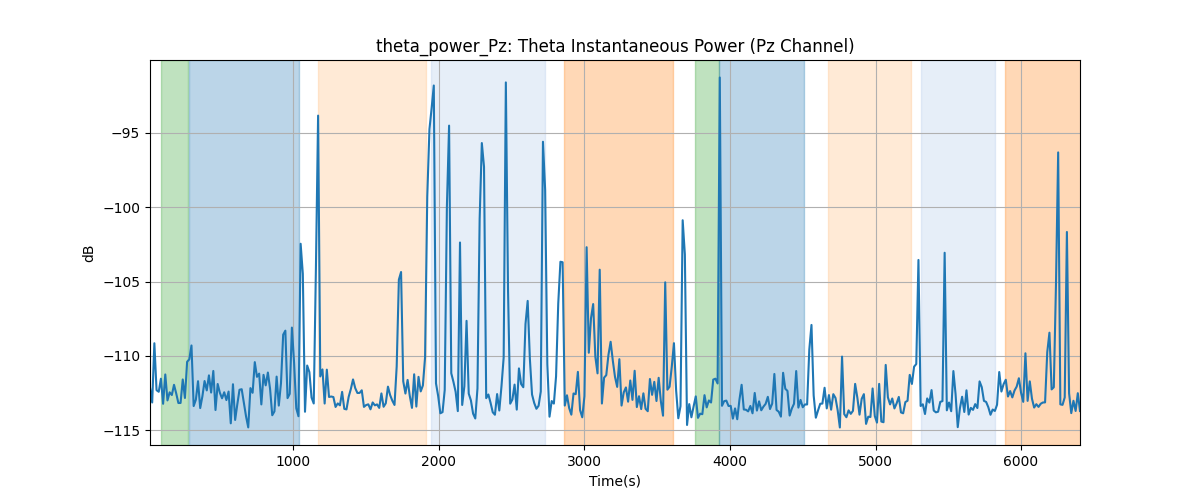 theta_power_Pz: Theta Instantaneous Power (Pz Channel)
dB
−95
−100
−105
−110
−115
1000 2000 3000 4000 5000 6000
Time(s)